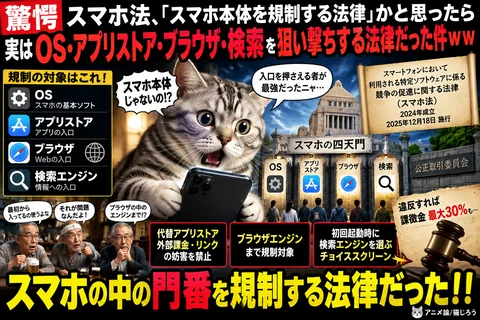 驚愕
スマホ法、「スマホ本体を規制する法律」かと思ったら
実はOS・アプリストア・ブラウザ・検索を狙い撃ちする法律だった件ww
規制の対象はこれ!
OS
スマホの基本ソフト
アプリストア
アプリの入口
ブラウザ
Webの入口
検索エンジン
情報への入口
スマホ本体
じゃないの!?
入口を押さえる者が
最強だったニャ…
スマートフォンにおいて
利用される特定ソフトウェアに係る
競争の促進に関する法律
(スマホ法)
2024年成立
2025年12月18日 施行
スマホの四天門
OS
アプリ
ストア
ブラウザ
検索
公正取引委員会
違反すれば
課徴金 最大30%も…
最初から
入ってるの使うよな
それが問題
なんだよ!
ブラウザの中の
エンジンまで!?
代替アプリストア
外部課金・リンク
の妨害を禁止
ブラウザエンジン
まで規制対象
初回起動時に
検索エンジンを選ぶ
チョイススクリーン
スマホの中の門番を規制する法律だった!!
アニメ論/猫じろう